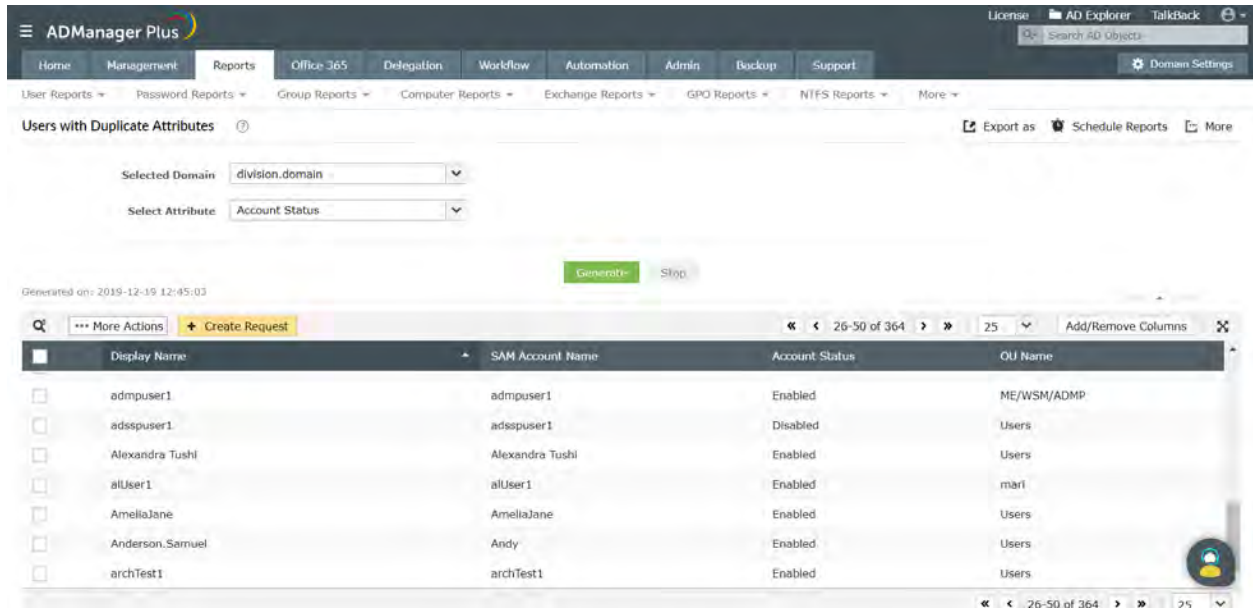 License AD Explorer TalkBack
ADManager Plus
Search AD Objects
Home Management Reports Office 365 Delegation Workflow Automation Admin Backup Support Domain Settings
User Reports Password Reports Group Reports Computer Reports Exchange Reports GPO Reports NTFS Reports More
Users with Duplicate Attributes ? Export as Schedule Reports More
Selected Domain division.domain
Select Attribute Account Status
Generate Stop
Generated on: 2019-12-19 12:45:03
More Actions + Create Request 26-50 of 364 25 Add/Remove Columns
Display Name SAM Account Name Account Status OU Name
admpuser1 admpuser1 Enabled ME/WSM/ADMP
adsspuser1 adsspuser1 Disabled Users
Alexandra Tushi Alexandra Tushi Enabled Users
alUser1 alUser1 Enabled mari
AmeliaJane AmeliaJane Enabled Users
Anderson.Samuel Andy Enabled Users
archTest1 archTest1 Enabled Users
26-50 of 364 25